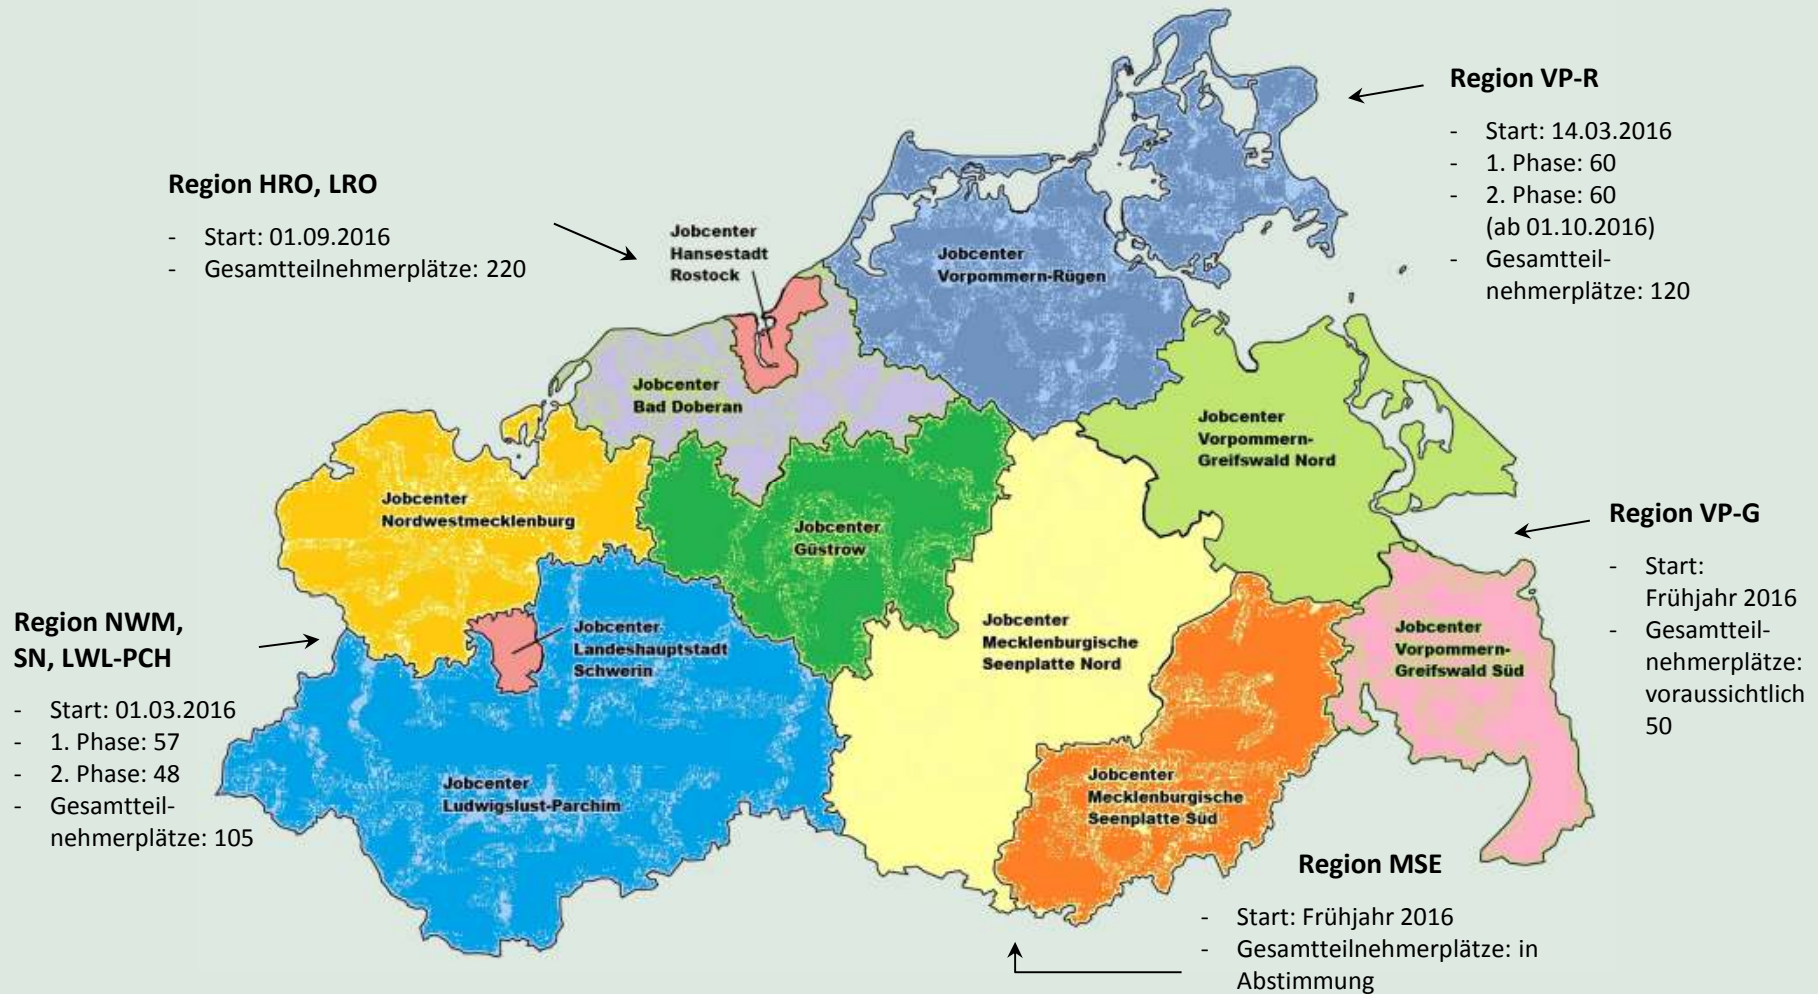 Region VP-R
- Start: 14.03.2016
- 1. Phase: 60
- 2. Phase: 60
(ab 01.10.2016)
- Gesamtteil-
nehmerplätze: 120
Region HRO, LRO
- Start: 01.09.2016
- Gesamtteilnehmerplätze: 220
Jobcenter
Hansestadt
Rostock
Jobcenter
Vorpommern-Rügen
Jobcenter
Bad Doberan
Jobcenter
Vorpommern-
Greifswald Nord
Jobcenter
Nordwestmecklenburg
Jobcenter
Güstrow
Region VP-G
- Start:
Frühjahr 2016
- Gesamtteil-
nehmerplätze:
voraussichtlich
50
Region NWM,
SN, LWL-PCH
- Start: 01.03.2016
- 1. Phase: 57
- 2. Phase: 48
- Gesamtteil-
nehmerplätze: 105
Jobcenter
Landeshauptstadt
Schwerin
Jobcenter
Mecklenburgische
Seenplatte Nord
Jobcenter
Vorpommern-
Greifswald Süd
Jobcenter
Ludwigslust-Parchim
Jobcenter
Mecklenburgische
Seenplatte Süd
Region MSE
- Start: Frühjahr 2016
- Gesamtteilnehmerplätze: in
Abstimmung